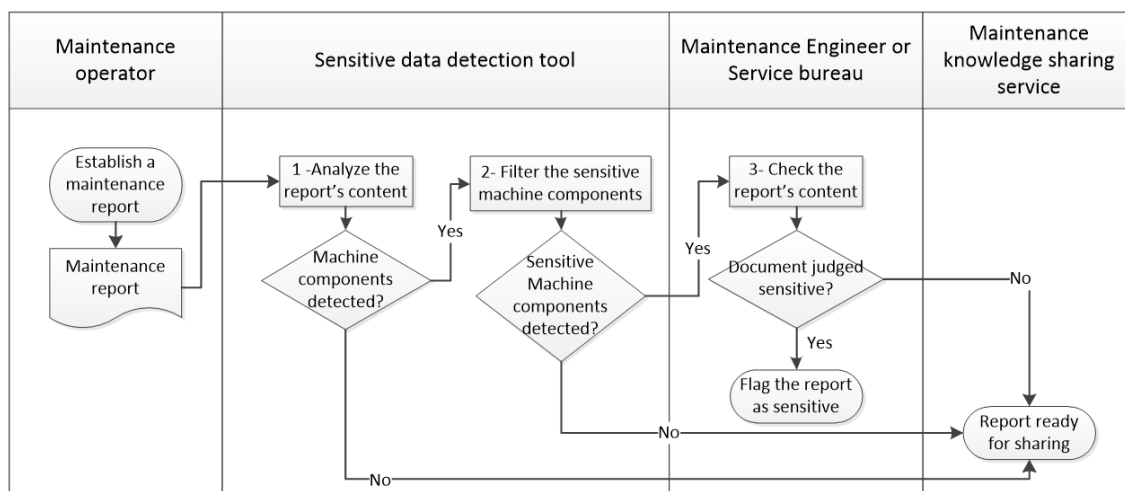 Maintenance
operator
Sensitive data detection tool
Maintenance Engineer or
Service bureau
Maintenance
knowledge sharing
service
Establish a
maintenance
report
Maintenance
report
1 -Analyze the
report's content
Machine
components
detected?
Yes
No
2- Filter the sensitive
machine components
Sensitive
Machine
components
detected?
Yes
No
3- Check the
report's content
Document judged
sensitive?
Yes
No
Flag the report
as sensitive
Report ready
for sharing